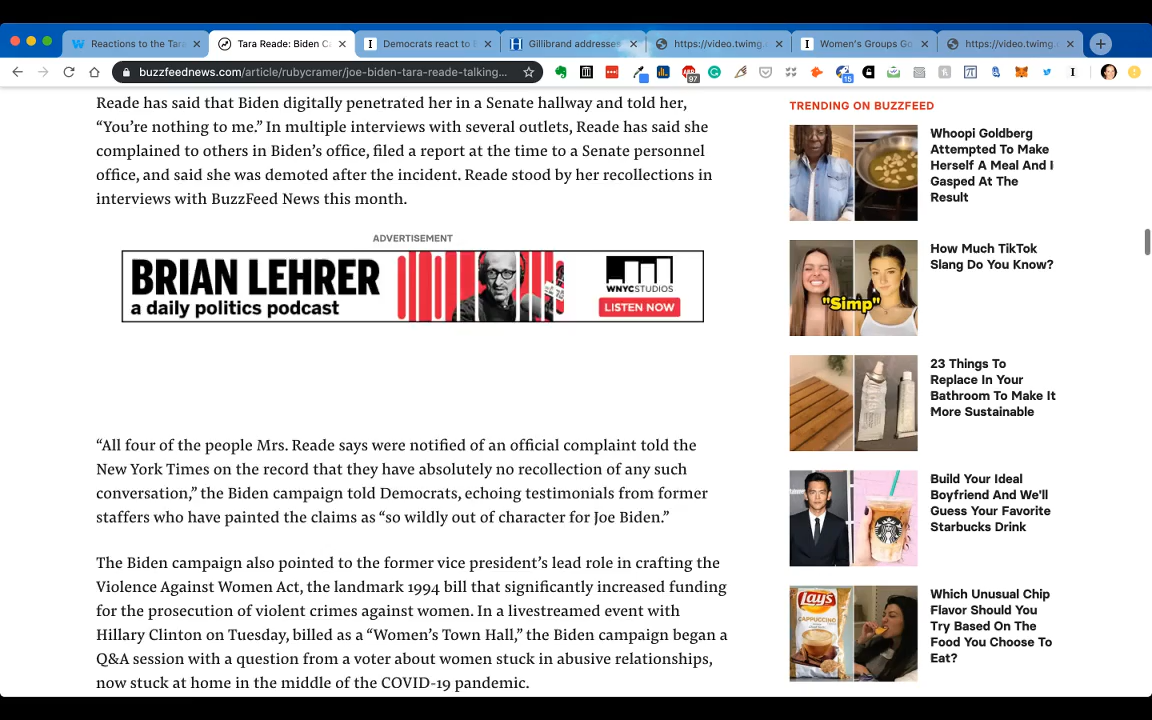 Reactions to the Tara
Tara Reade: Biden C
Democrats react to
Gillibrand addresses
https://video.twimg.
Women's Groups Go
https://video.twimg.
buzzfeednews.com/article/rubycramer/joe-biden-tara-reade-talking...
97
15
Reade has said that Biden digitally penetrated her in a Senate hallway and told her,
“You’re nothing to me.” In multiple interviews with several outlets, Reade has said she
complained to others in Biden’s office, filed a report at the time to a Senate personnel
office, and said she was demoted after the incident. Reade stood by her recollections in
interviews with BuzzFeed News this month.
ADVERTISEMENT
BRIAN LEHRER
a daily politics podcast
WNYC STUDIOS
LISTEN NOW
“All four of the people Mrs. Reade says were notified of an official complaint told the
New York Times on the record that they have absolutely no recollection of any such
conversation,” the Biden campaign told Democrats, echoing testimonials from former
staffers who have painted the claims as “so wildly out of character for Joe Biden.”
The Biden campaign also pointed to the former vice president’s lead role in crafting the
Violence Against Women Act, the landmark 1994 bill that significantly increased funding
for the prosecution of violent crimes against women. In a livestreamed event with
Hillary Clinton on Tuesday, billed as a “Women’s Town Hall,” the Biden campaign began a
Q&A session with a question from a voter about women stuck in abusive relationships,
now stuck at home in the middle of the COVID-19 pandemic.
TRENDING ON BUZZFEED
Whoopi Goldberg
Attempted To Make
Herself A Meal And I
Gasped At The
Result
"Simp"
How Much TikTok
Slang Do You Know?
23 Things To
Replace In Your
Bathroom To Make It
More Sustainable
Build Your Ideal
Boyfriend And We'll
Guess Your Favorite
Starbucks Drink
Lay's
CAPPUCCINO
Which Unusual Chip
Flavor Should You
Try Based On The
Food You Choose To
Eat?